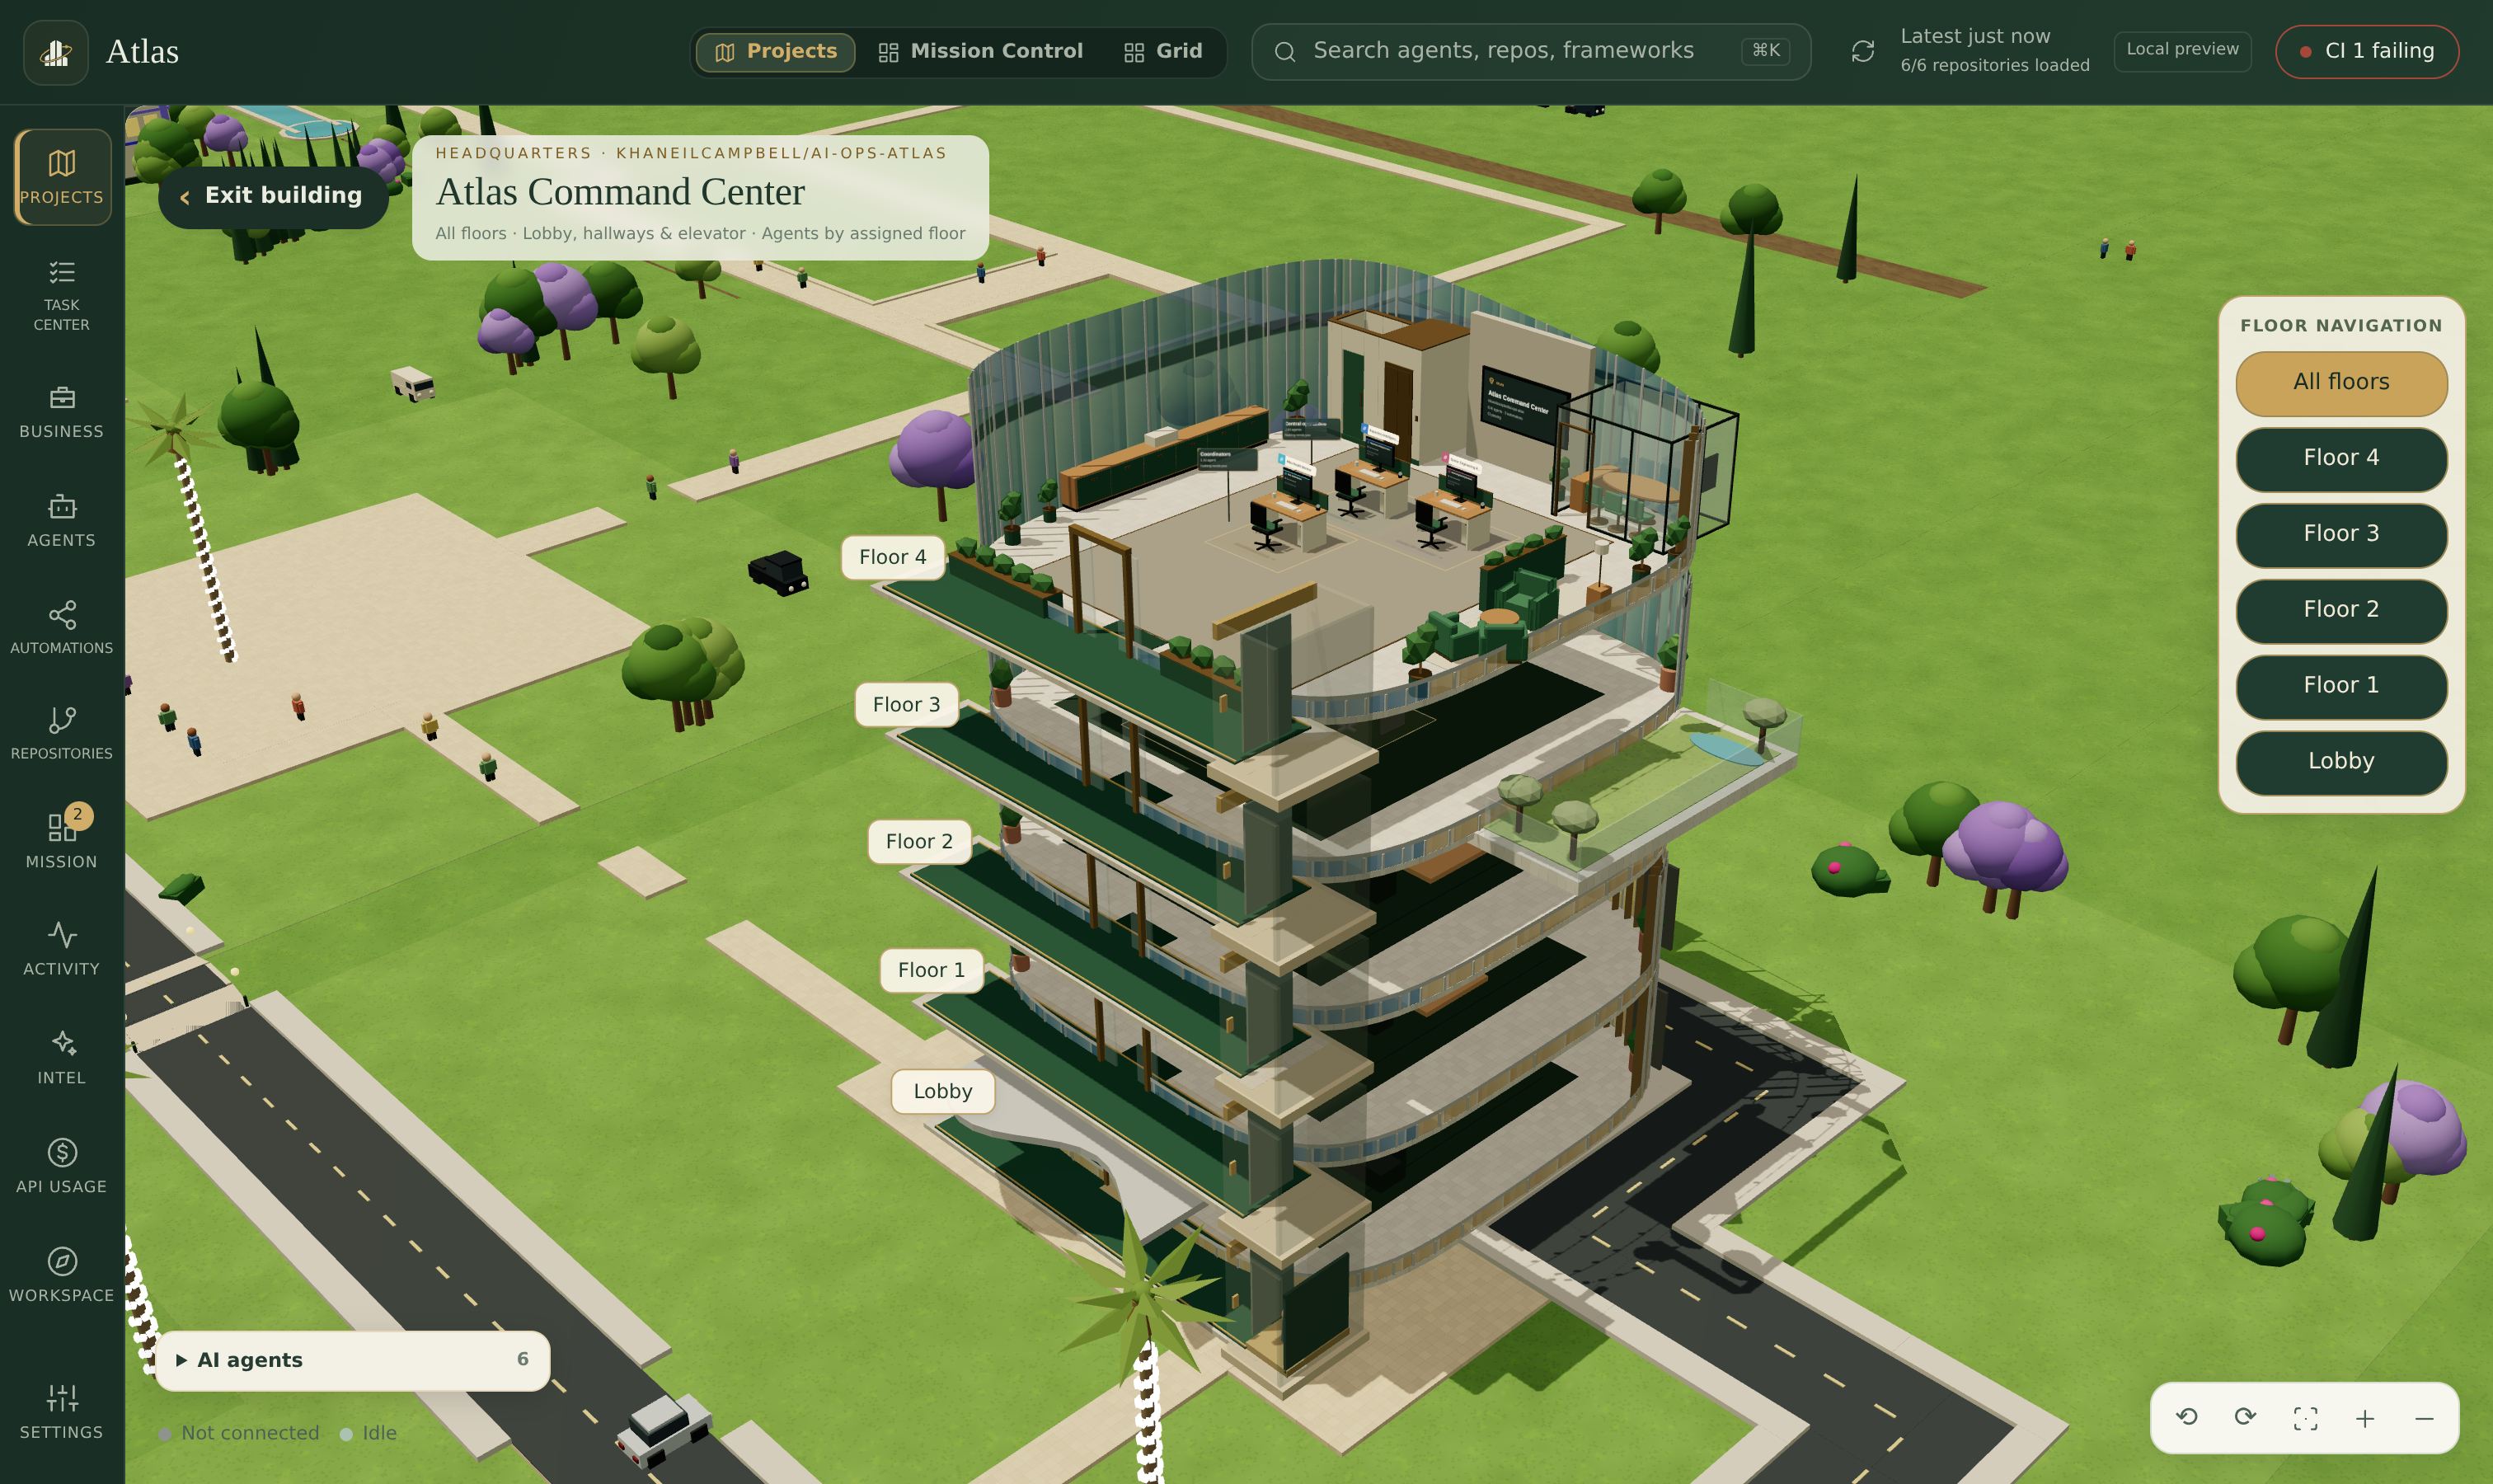 Atlas
Projects
Mission Control
Grid
Search agents, repos, frameworks
⌘K
Latest just now
6/6 repositories loaded
Local preview
CI 1 failing
PROJECTS
TASK
CENTER
BUSINESS
AGENTS
AUTOMATIONS
REPOSITORIES
2
MISSION
ACTIVITY
INTEL
API USAGE
WORKSPACE
SETTINGS
‹ Exit building
HEADQUARTERS · KHANEILCAMPBELL/AI-OPS-ATLAS
Atlas Command Center
All floors · Lobby, hallways & elevator · Agents by assigned floor
FLOOR NAVIGATION
All floors
Floor 4
Floor 3
Floor 2
Floor 1
Lobby
Atlas Command Center
Coordinators
Floor 4
Floor 3
Floor 2
Floor 1
Lobby
AI agents
6
Not connected
Idle